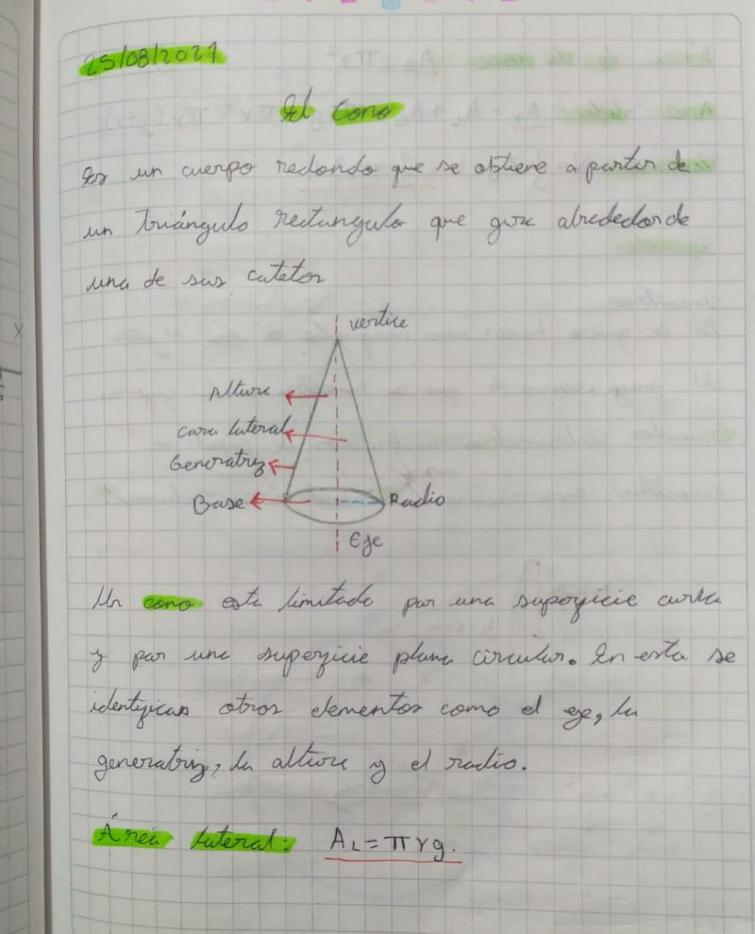 25/08/2021
El Cono
Es un cuerpo redondo que se obtiene a partir de
un triángulo rectangulo que gira alrededor de
una de sus catetos
vertice
Altura
cara lateral
Generatriz
Base
Radio
Eje
Un cono esta limitado por una superficie curva
y por una superficie plana circular. En esta se
identifican otros elementos como el eje, la
generatriz, la altura y el radio.
Área lateral: AL = π r g.